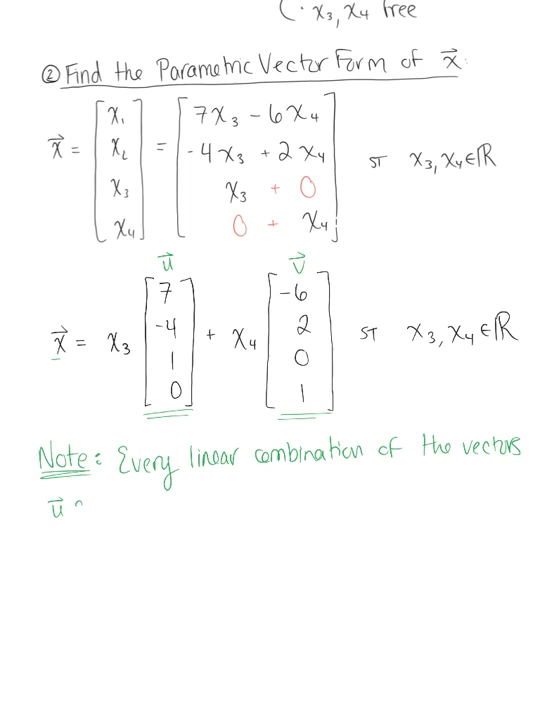 ( · x₃, x₄ free
② Find the Parametric Vector Form of x⃗.
x⃗ = [x₁ x₂ x₃ x₄] = [7x₃ - 6x₄ -4x₃ + 2x₄ x₃ + 0 0 + x₄] ST x₃, x₄ ∈ ℝ
u⃗ v⃗
x⃗ = x₃ [7 -4 1 0] + x₄ [-6 2 0 1] ST x₃, x₄ ∈ ℝ
Note: Every linear combination of the vectors
u⃗